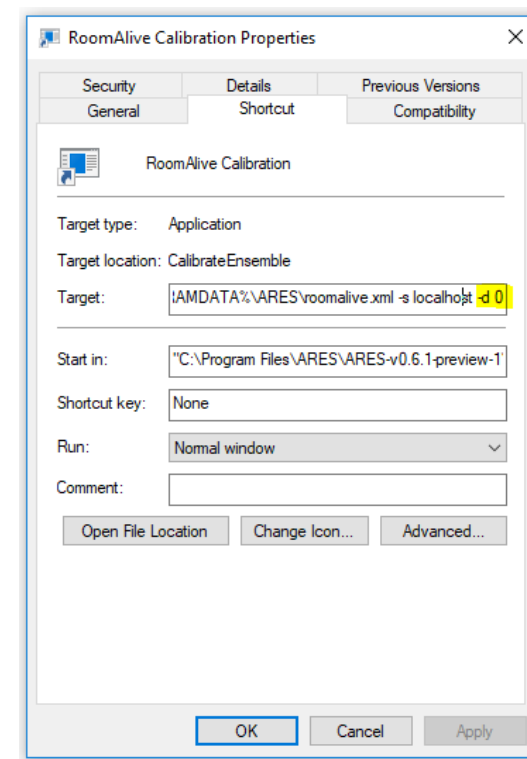 RoomAlive Calibration Properties
Security Details Previous Versions
General Shortcut Compatibility
RoomAlive Calibration
Target type: Application
Target location: CalibrateEnsemble
Target: AMDATA%\ARES\roomalive.xml -s localhost -d 0
Start in: "C:\Program Files\ARES\ARES-v0.6.1-preview-1
Shortcut key: None
Run: Normal window
Comment:
Open File Location Change Icon... Advanced...
OK Cancel Apply